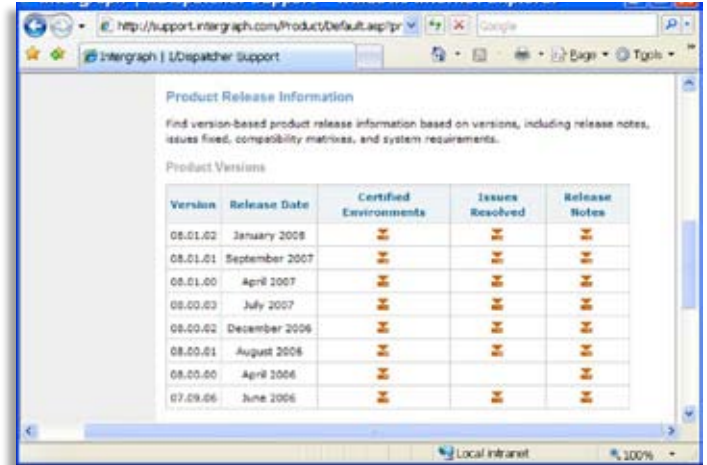 http://support.intergraph.com/Product/Default.asp?pr
Google
Intergraph | I/Dispatcher Support
Page
Tools
Product Release Information
Find version-based product release information based on versions, including release notes,
issues fixed, compatibility matrixes, and system requirements.
Product Versions
Version Release Date Certified Environments Issues Resolved Release Notes
08.01.02 January 2008
08.01.01 September 2007
08.01.00 April 2007
08.00.03 July 2007
08.00.02 December 2006
08.00.01 August 2006
08.00.00 April 2006
07.09.06 June 2006
Local intranet 100%